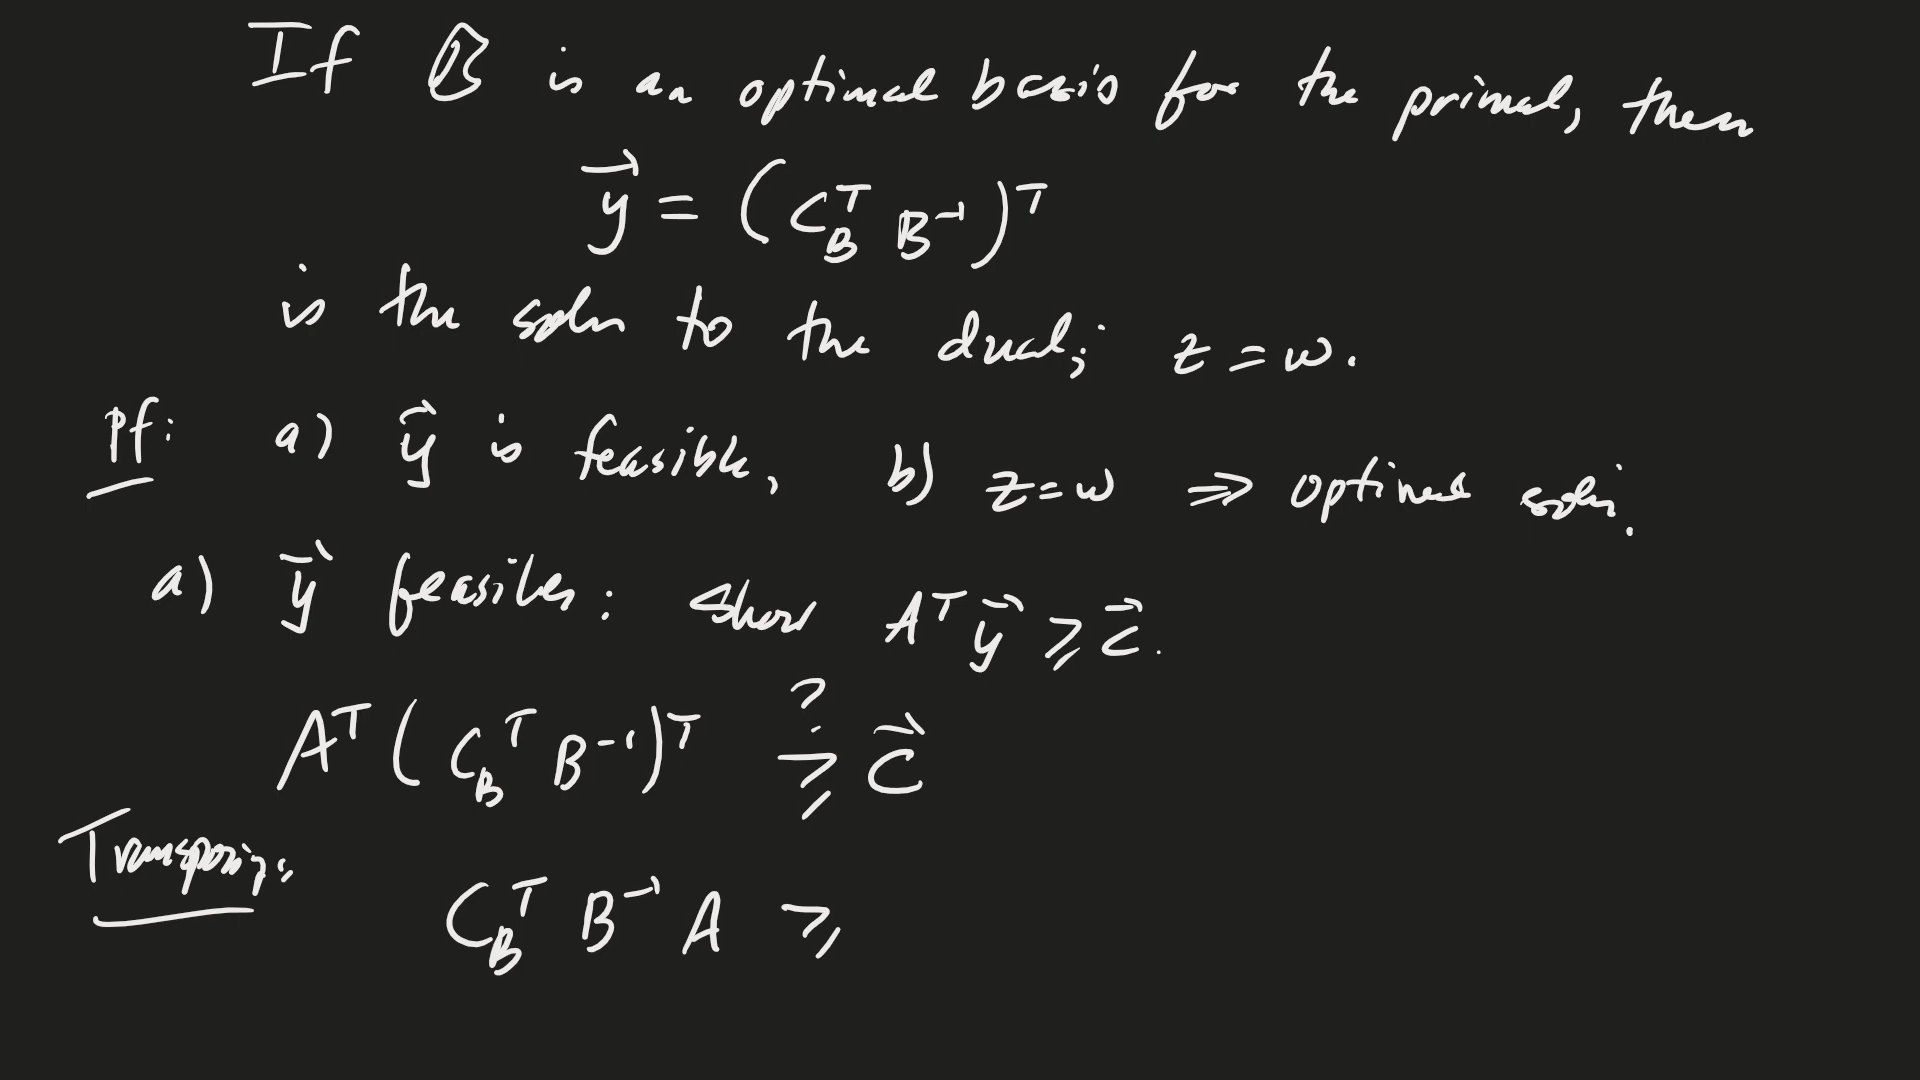 If B is an optimal basis for the primal, then
y⃗ = (C_B^T B^{-1})^T
is the soln to the dual; z = w.
Pf: a) y⃗ is feasible, b) z = w ⇒ optimal soln.
a) y⃗ feasible: Show A^T y⃗ ≥ c⃗.
A^T (C_B^T B^{-1})^T ≥? c⃗
Transposing:
C_B^T B^{-1} A ≥